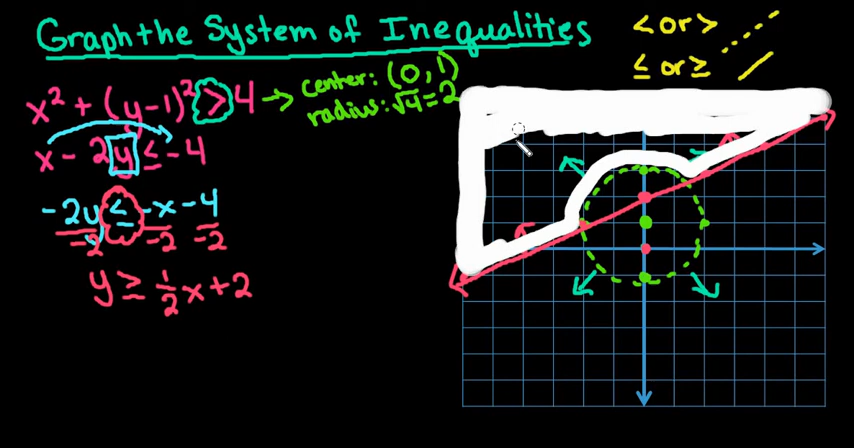 Graph the System of Inequalities
< or >
≤ or ≥
x² + (y-1)² > 4 → center: (0, 1)
radius: √4 = 2
x - 2y ≤ -4
-2y ≤ -x - 4
-2 -2 -2
y ≥ 1/2 x + 2